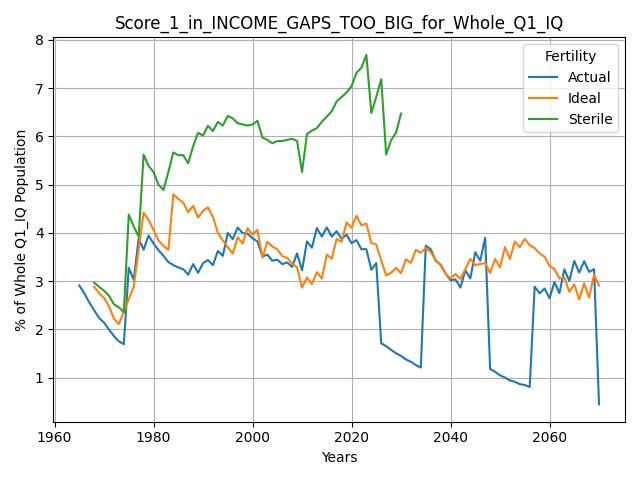 Score_1_in_INCOME_GAPS_TOO_BIG_for_Whole_Q1_IQ
% of Whole Q1_IQ Population
8
7
6
5
4
3
2
1
Fertility
Actual
Ideal
Sterile
1960 1980 2000 2020 2040 2060
Years